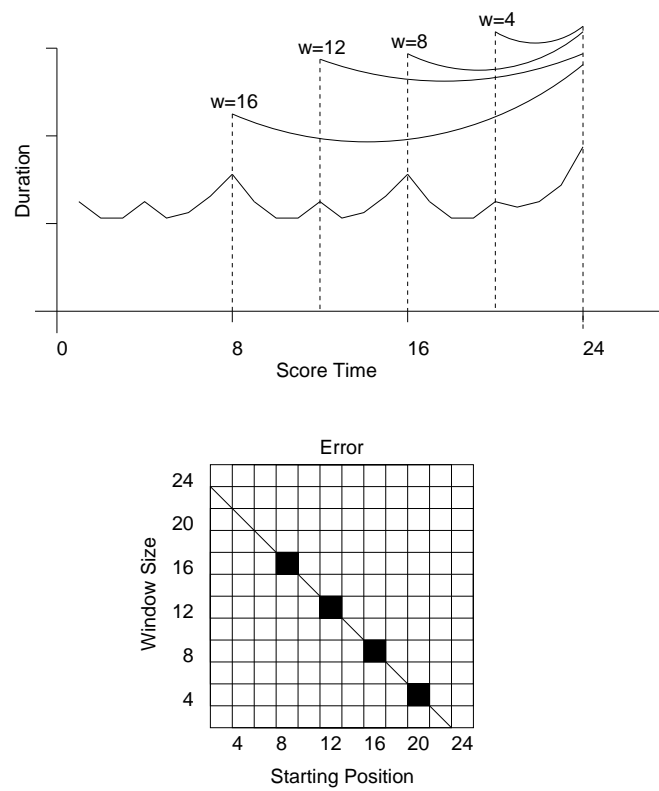 w=4
w=12 w=8
w=16
Duration
0 8 16 24
Score Time
Error
24
20
16
12
8
4
Window Size
4 8 12 16 20 24
Starting Position